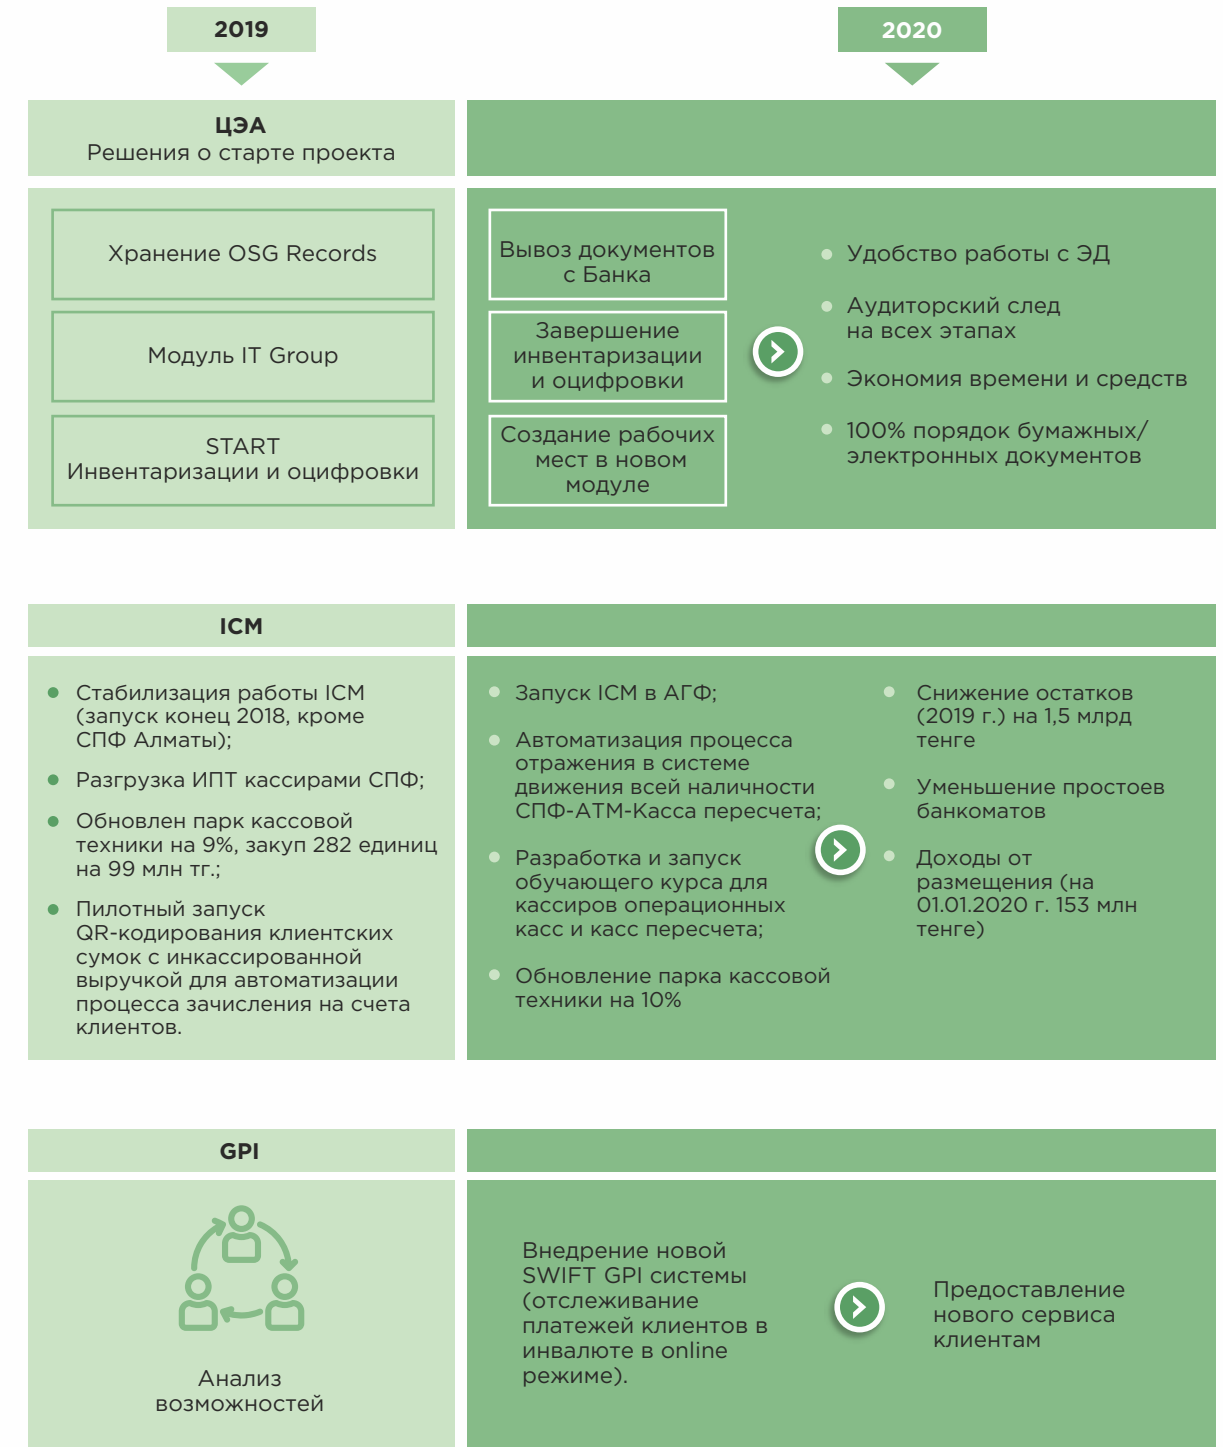 2019
2020
ЦЭА
Решения о старте проекта
Хранение OSG Records
Модуль IT Group
START
Инвентаризации и оцифровки
Вывоз документов
с Банка
Завершение
инвентаризации
и оцифровки
Создание рабочих
мест в новом
модуле
Удобство работы с ЭД
Аудиторский след
на всех этапах
Экономия времени и средств
100% порядок бумажных/
электронных документов
ICM
Стабилизация работы ICM
(запуск конец 2018, кроме
СПФ Алматы);
Разгрузка ИПТ кассирами СПФ;
Обновлен парк кассовой
техники на 9%, закуп 282 единиц
на 99 млн тг.;
Пилотный запуск
QR-кодирования клиентских
сумок с инкассированной
выручкой для автоматизации
процесса зачисления на счета
клиентов.
Запуск ICM в АГФ;
Автоматизация процесса
отражения в системе
движения всей наличности
СПФ-АТМ-Касса пересчета;
Разработка и запуск
обучающего курса для
кассиров операционных
касс и касс пересчета;
Обновление парка кассовой
техники на 10%
Снижение остатков
(2019 г.) на 1,5 млрд
тенге
Уменьшение простоев
банкоматов
Доходы от
размещения (на
01.01.2020 г. 153 млн
тенге)
GPI
Анализ
возможностей
Внедрение новой
SWIFT GPI системы
(отслеживание
платежей клиентов в
инвалюте в online
режиме).
Предоставление
нового сервиса
клиентам